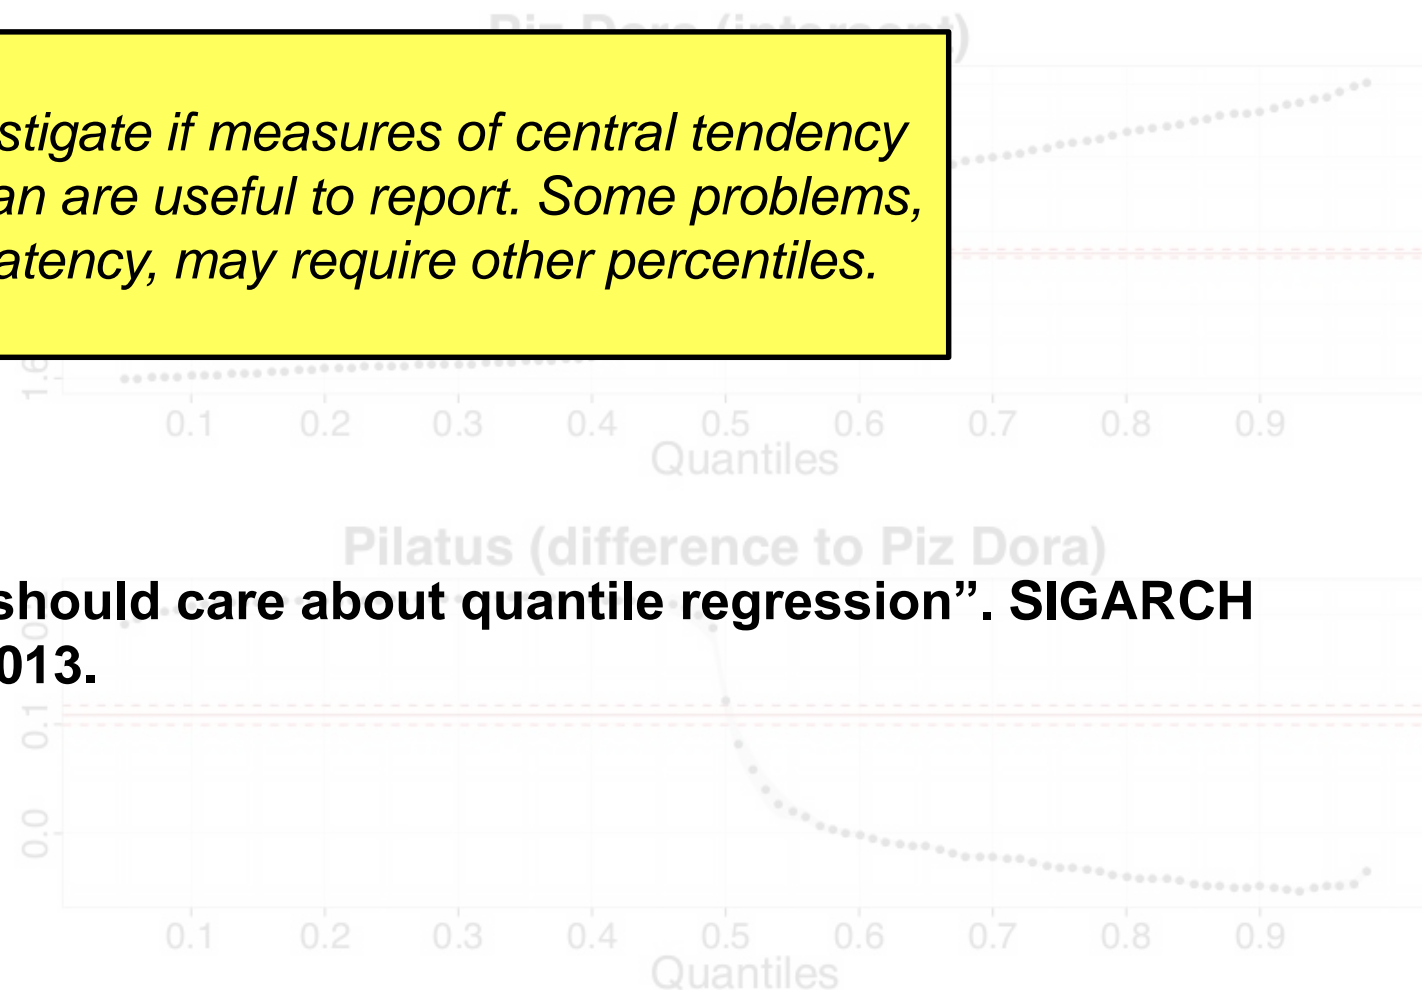 Piz Dora (intercept)
stigate if measures of central tendency
an are useful to report. Some problems,
atency, may require other percentiles.
1.6
0.1 0.2 0.3 0.4 0.5 0.6 0.7 0.8 0.9
Quantiles
Pilatus (difference to Piz Dora)
should care about quantile regression”. SIGARCH
013.
0.1
0.0
0.1 0.2 0.3 0.4 0.5 0.6 0.7 0.8 0.9
Quantiles